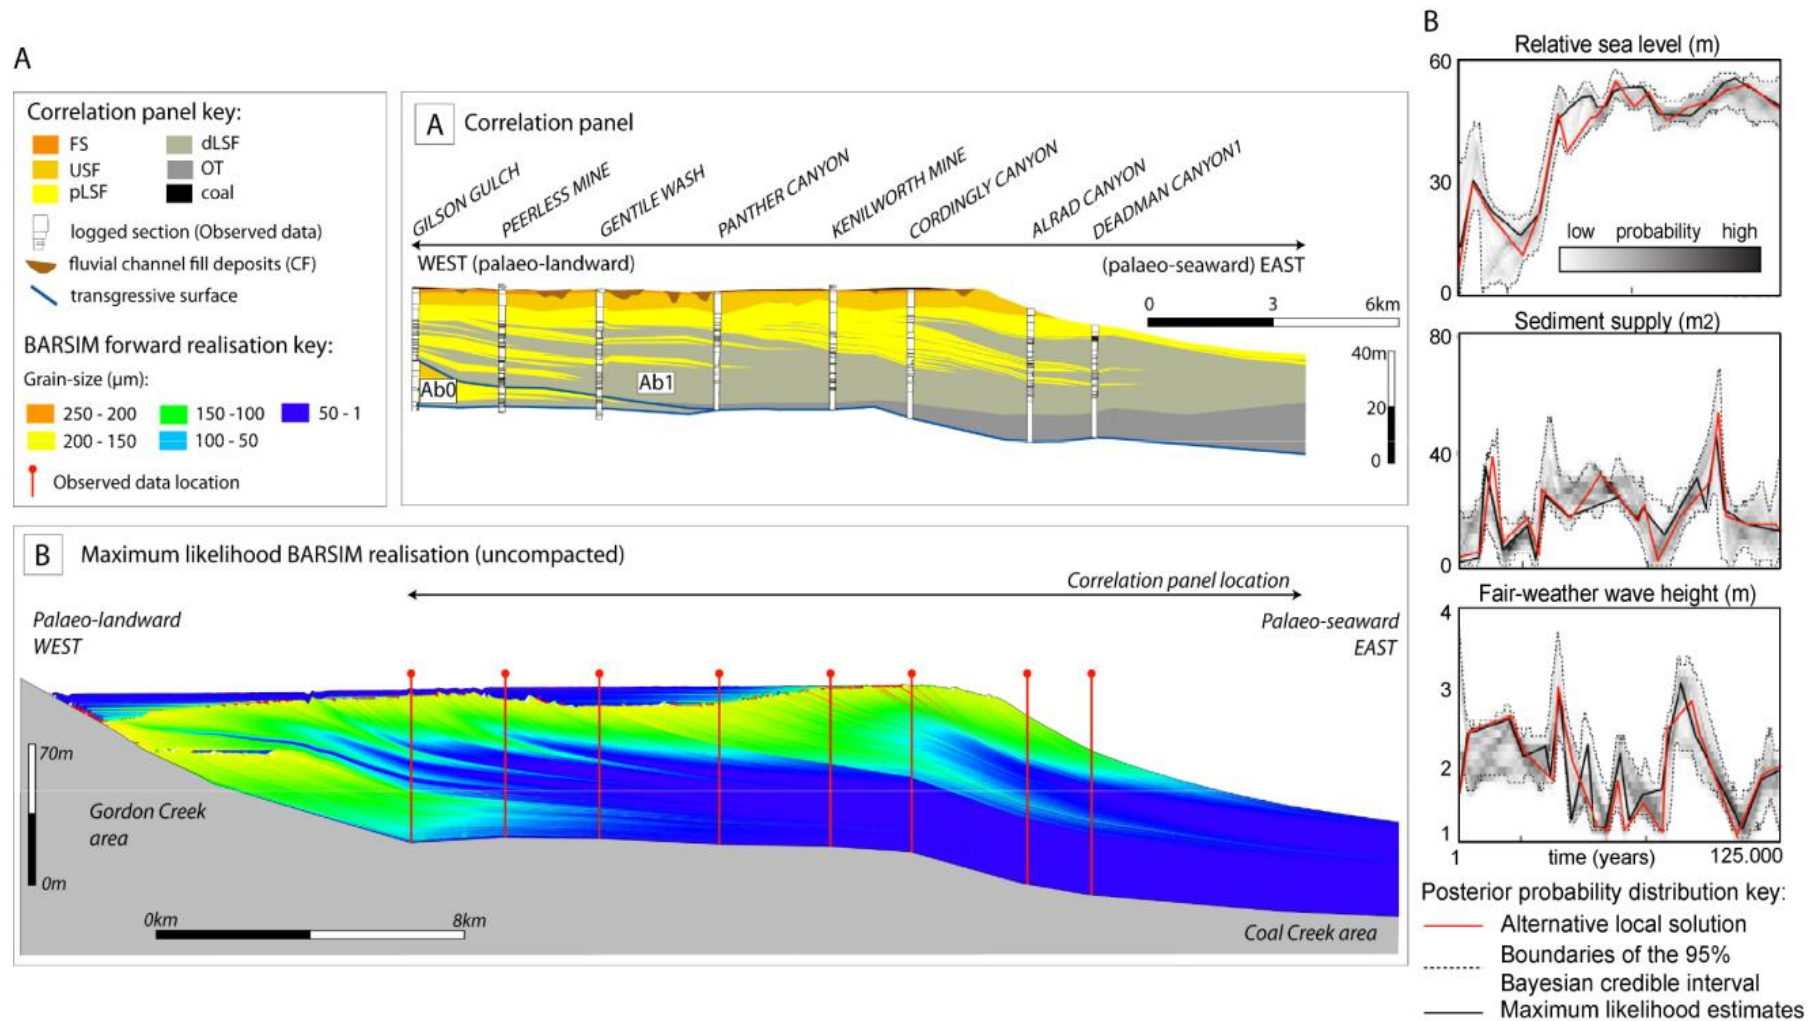 A
Correlation panel key:
FS
dLSF
USF
OT
pLSF
coal
logged section (Observed data)
fluvial channel fill deposits (CF)
transgressive surface
BARSIM forward realisation key:
Grain-size (µm):
250 - 200
150 -100
50 - 1
200 - 150
100 - 50
Observed data location
A Correlation panel
GILSON GULCH
PEERLESS MINE
GENTILE WASH
PANTHER CANYON
KENILWORTH MINE
CORDINGLY CANYON
ALRAD CANYON
DEADMAN CANYON1
WEST (palaeo-landward)
(palaeo-seaward) EAST
0 3 6km
40m
20
0
Ab0
Ab1
B Maximum likelihood BARSIM realisation (uncompacted)
Correlation panel location
Palaeo-landward
WEST
Palaeo-seaward
EAST
70m
0m
Gordon Creek
area
0km 8km
Coal Creek area
B
Relative sea level (m)
60
30
0
low probability high
Sediment supply (m2)
80
40
0
Fair-weather wave height (m)
4
3
2
1
1 time (years) 125.000
Posterior probability distribution key:
Alternative local solution
Boundaries of the 95%
Bayesian credible interval
Maximum likelihood estimates